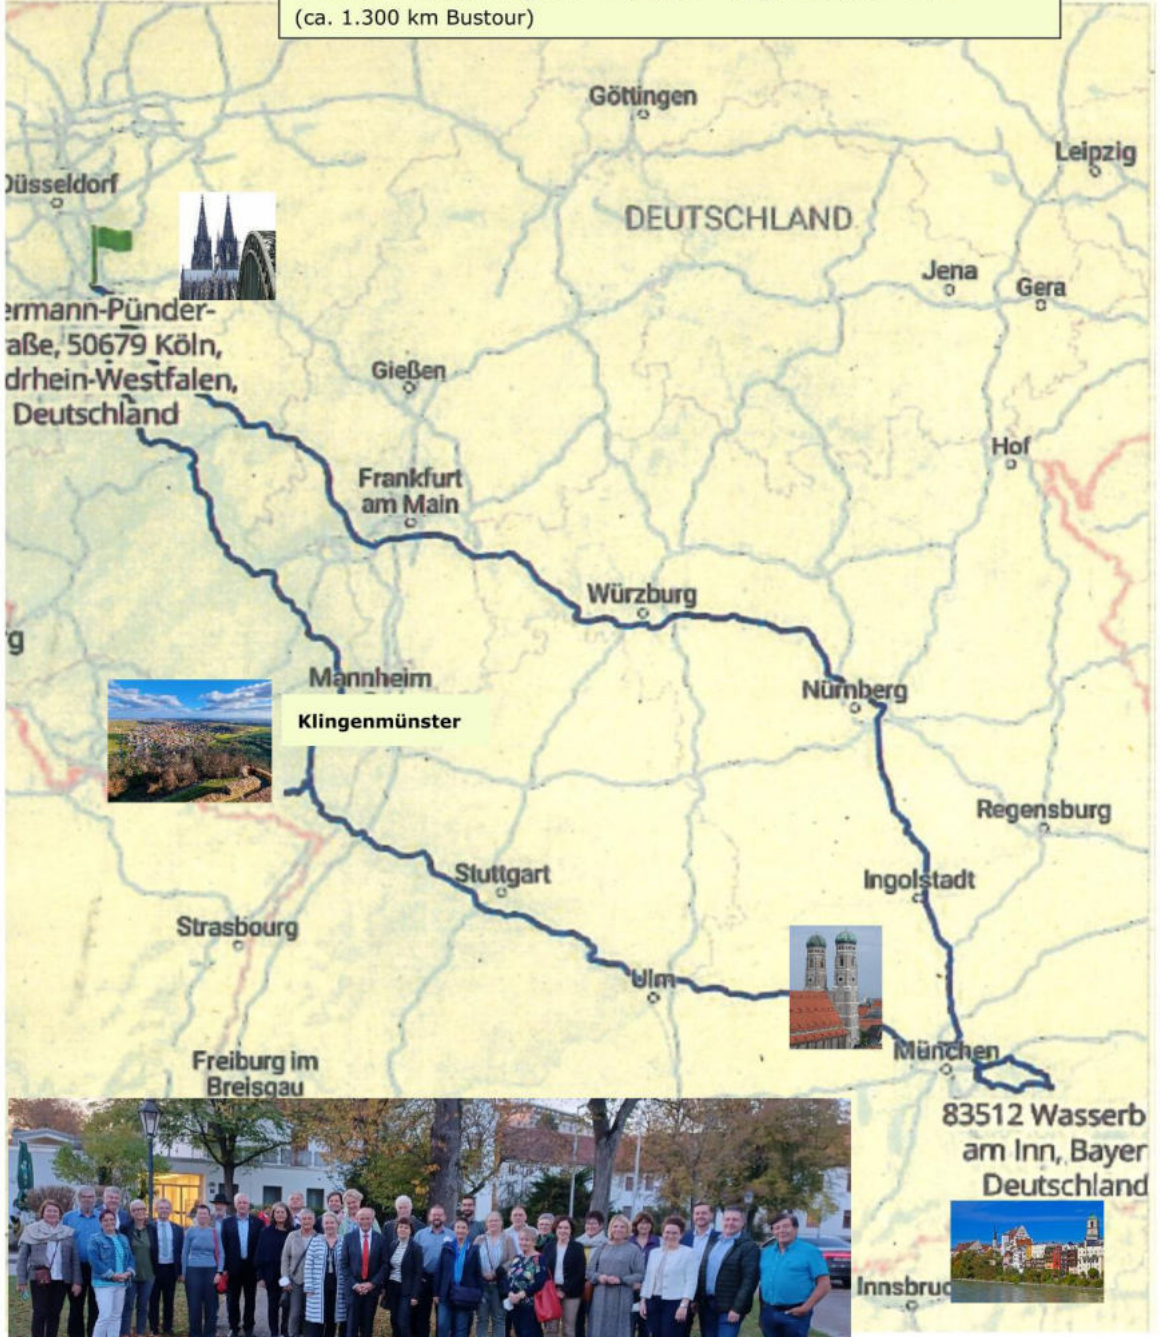 (ca. 1.300 km Bustour)
Göttingen
Leipzig
Düsseldorf
DEUTSCHLAND
Jena
Gera
ermann-Pünder-
aße, 50679 Köln,
drhein-Westfalen,
Deutschland
Gießen
Hof
Frankfurt
am Main
Würzburg
g
Mannheim
Nürnberg
Klingenmünster
Regensburg
Stuttgart
Ingolstadt
Strasbourg
Ulm
Freiburg im
Breisgau
München
83512 Wasserb
am Inn, Bayer
Deutschland
Innsbruc